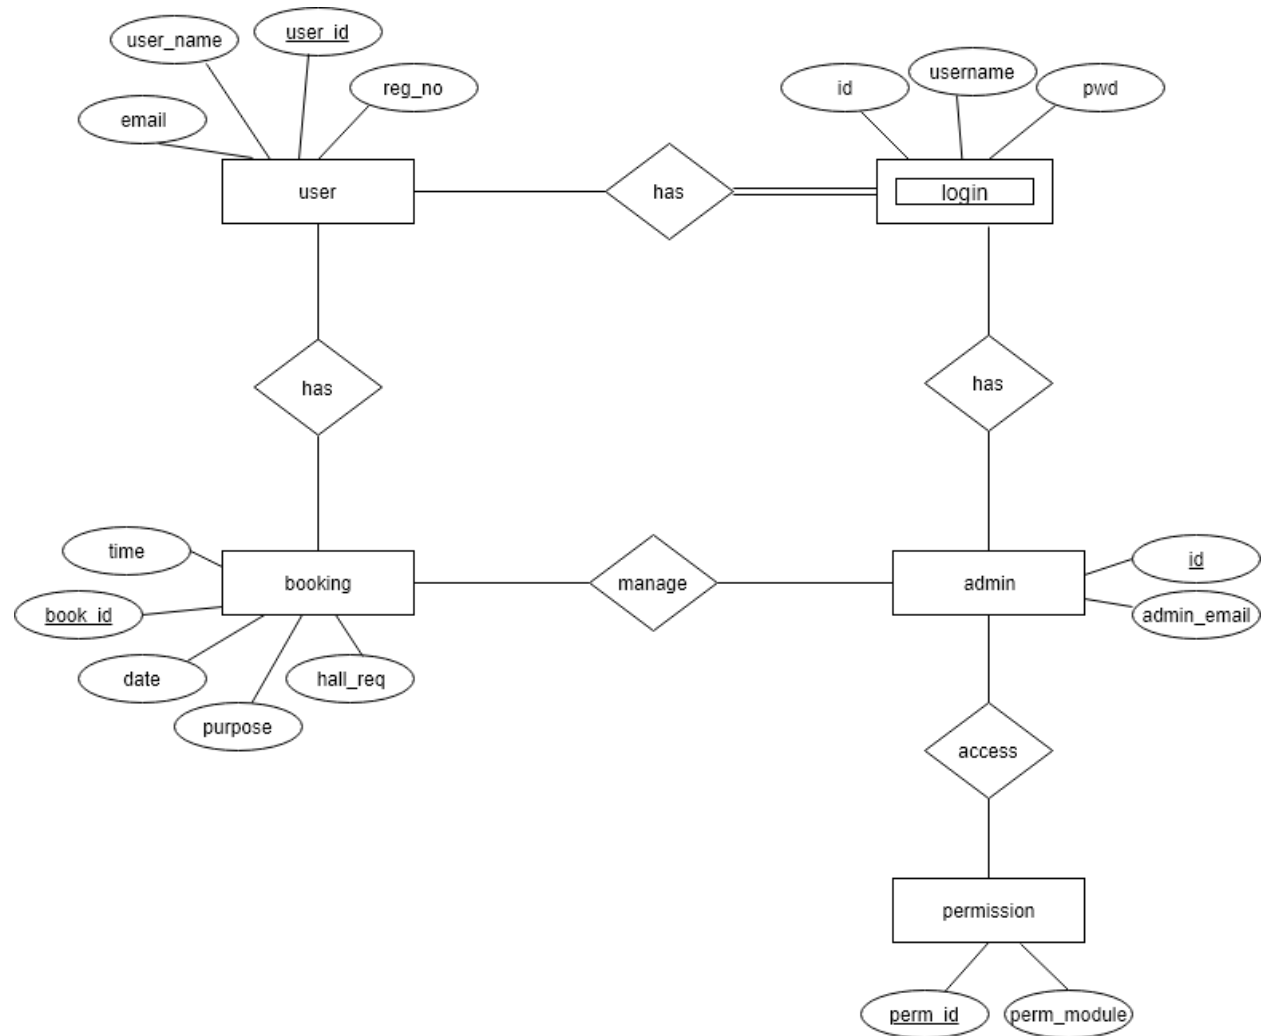 user_name
user_id
reg_no
email
id
username
pwd
user
has
login
has
has
time
book_id
date
purpose
hall_req
booking
manage
admin
id
admin_email
access
permission
perm_id
perm_module